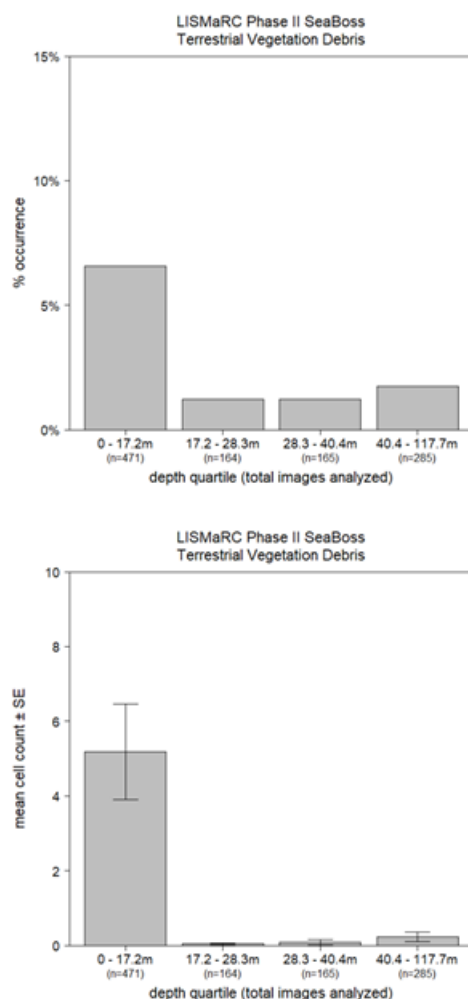 LISMaRC Phase II SeaBoss
Terrestrial Vegetation Debris
15%
10%
5%
0%
% occurrence
0 - 17.2m 17.2 - 28.3m 28.3 - 40.4m 40.4 - 117.7m
(n=471) (n=164) (n=165) (n=285)
depth quartile (total images analyzed)
LISMaRC Phase II SeaBoss
Terrestrial Vegetation Debris
10
8
6
4
2
0
mean cell count ± SE
0 - 17.2m 17.2 - 28.3m 28.3 - 40.4m 40.4 - 117.7m
(n=471) (n=164) (n=165) (n=285)
depth quartile (total images analyzed)